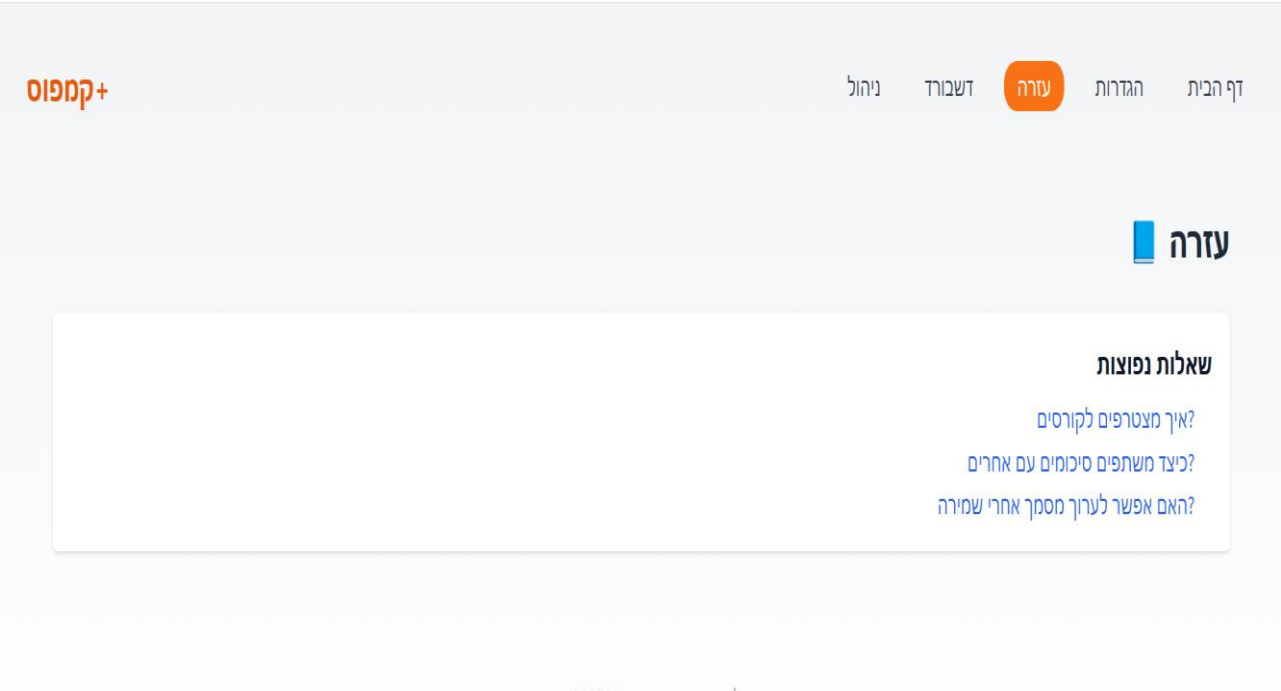 דף הבית הגדרות עזרה דשבורד ניהול +קמפוס
עזרה 📘
שאלות נפוצות
?איך מצטרפים לקורסים
?כיצד משתפים סיכומים עם אחרים
?האם אפשר לערוך מסמך אחרי שמירה